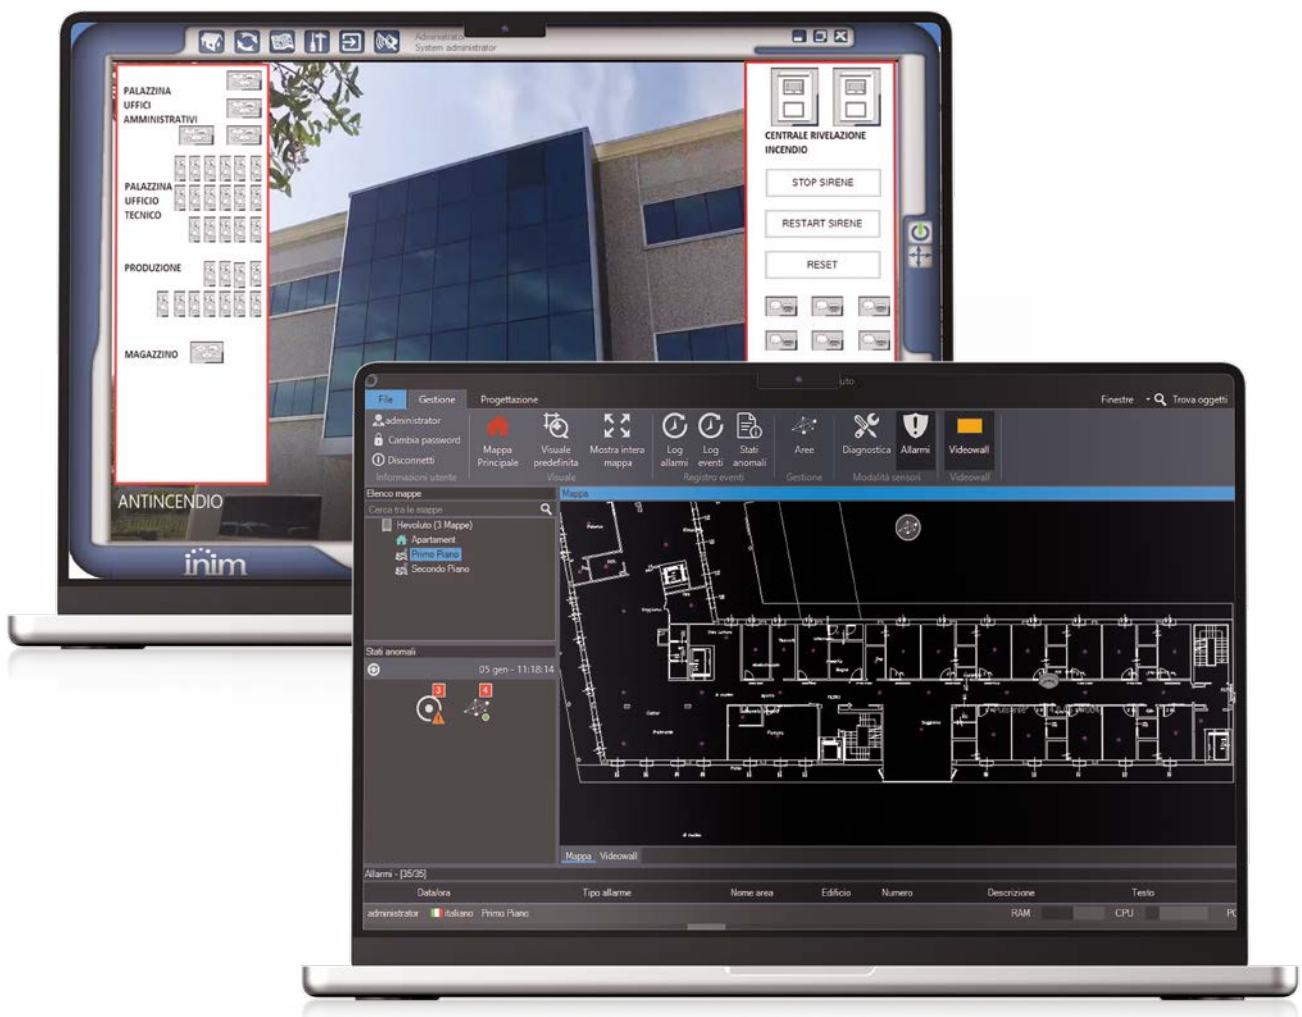 Administrator
System administrator
PALAZZINA
UFFICI
AMMINISTRATIVI
PALAZZINA
UFFICIO
TECNICO
PRODUZIONE
MAGAZZINO
ANTINCENDIO
inim
CENTRALE RIVELAZIONE
INCENDIO
STOP SIRENE
RESTART SIRENE
RESET
uto
File Gestione Progettazione Finestre Trova oggetti
administrator
Cambia password
Disconnetti
Informazioni utente
Mappa
Principale
Visuale
predefinita
Mostra intera
mappa
Visuale
Log
allarmi
Log
eventi
Stati
anomali
Registro eventi
Aree
Gestione
Diagnostica
Allarmi
Modalità sensori
Videowall
Videowall
Elenco mappe
Cerca tra le mappe
Hevoluto (3 Mappe)
Apartament
Primo Piano
Secondo Piano
Stati anomali
05 gen - 11:18:14
3 4
Mappa
Mappa Videowall
Allarmi - [35/35]
Data/ora Tipo allarme Nome area Edificio Numero Descrizione Testo
administrator italiano Primo Piano RAM CPU PC